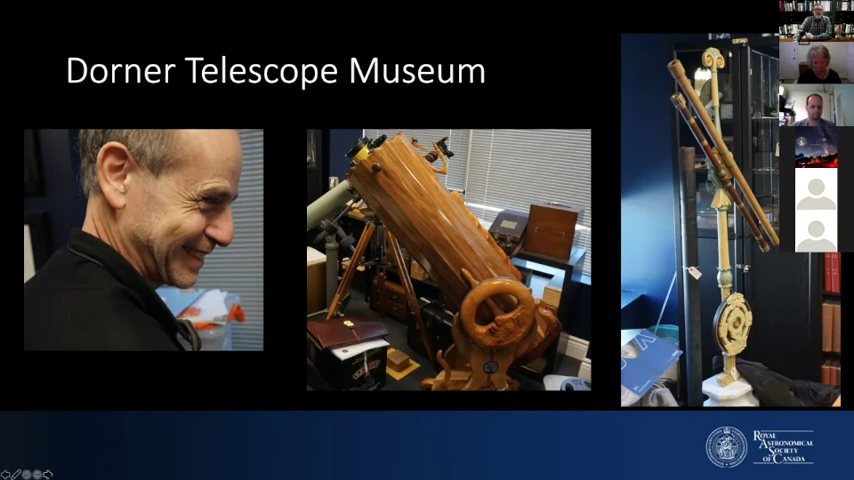 Dorner Telescope Museum
ROYAL
ASTRONOMICAL
SOCIETY
OF CANADA